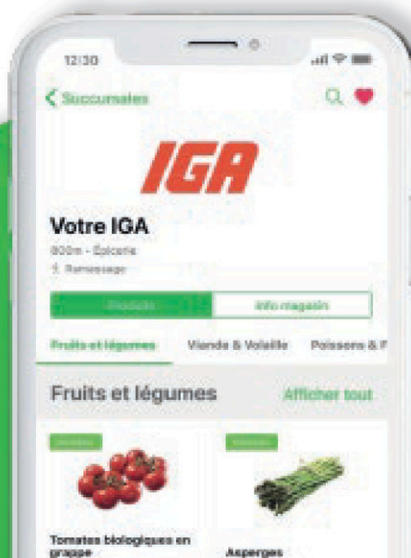 12:30
Succursales
IGA
Votre IGA
800m - Épicerie
Ramassage
Produits
Info magasin
Fruits et légumes
Viande & Volaille
Poissons & F
Fruits et légumes
Afficher tout
Tomates biologiques en
grappe
Asperges